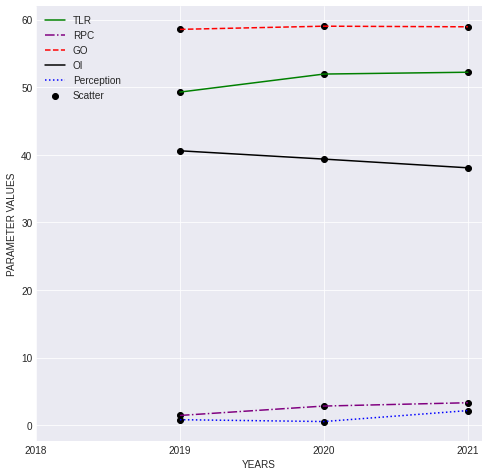 60
50
40
30
20
10
0
PARAMETER VALUES
TLR
RPC
GO
OI
Perception
Scatter
2018 2019 2020 2021
YEARS